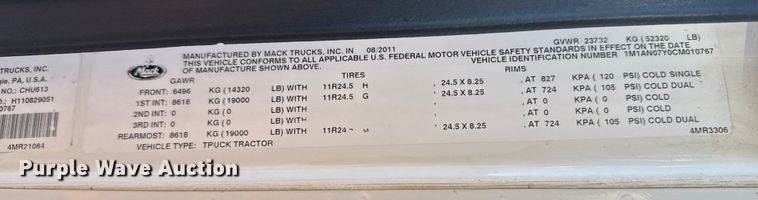 TRUCKS, INC.
gie, PA, U.S.A.
NO.: CHU613
H110829051
0767
4MR21084
Mack
MANUFACTURED BY MACK TRUCKS, INC. IN 08/2011 GVWR 23732 KG (52320 LB)
THIS VEHICLE CONFORMS TO ALL APPLICABLE U.S. FEDERAL MOTOR VEHICLE SAFETY STANDARDS IN EFFECT ON THE DATE
OF MANUFACTURE SHOWN ABOVE. VEHICLE IDENTIFICATION NUMBER 1M1AN07Y0CM010767
GAWR TIRES RIMS
FRONT: 6496 KG (14320 LB) WITH 11R24.5 H , 24.5 X 8.25 , AT 827 KPA ( 120 PSI) COLD SINGLE
1ST INT: 8618 KG (19000 LB) WITH 11R24.5 G , 24.5 X 8.25 , AT 724 KPA ( 105 PSI) COLD DUAL
2ND INT: 0 KG (0 LB) WITH , , AT 0 KPA ( 0 PSI) COLD
3RD INT: 0 KG (0 LB) WITH , , AT 0 KPA ( 0 PSI) COLD
REARMOST: 8618 KG (19000 LB) WITH 11R24 G , 24.5 X 8.25 , AT 724 KPA ( 105 PSI) COLD DUAL
VEHICLE TYPE: TRUCK TRACTOR 4MR3306
Purple Wave Auction